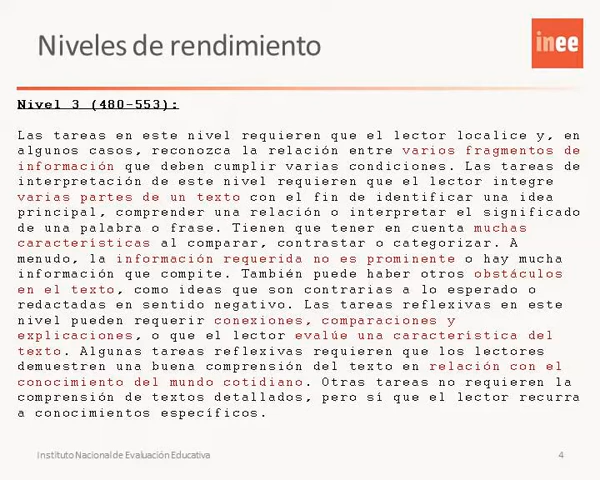 Niveles de rendimiento
inee
Nivel 3 (480-553):
Las tareas en este nivel requieren que el lector localice y, en
algunos casos, reconozca la relación entre varios fragmentos de
información que deben cumplir varias condiciones. Las tareas de
interpretación de este nivel requieren que el lector integre
varias partes de un texto con el fin de identificar una idea
principal, comprender una relación o interpretar el significado
de una palabra o frase. Tienen que tener en cuenta muchas
características al comparar, contrastar o categorizar. A
menudo, la información requerida no es prominente o hay mucha
información que compite. También puede haber otros obstáculos
en el texto, como ideas que son contrarias a lo esperado o
redactadas en sentido negativo. Las tareas reflexivas en este
nivel pueden requerir conexiones, comparaciones y
explicaciones, o que el lector evalúe una característica del
texto. Algunas tareas reflexivas requieren que los lectores
demuestren una buena comprensión del texto en relación con el
conocimiento del mundo cotidiano. Otras tareas no requieren la
comprensión de textos detallados, pero sí que el lector recurra
a conocimientos específicos.
Instituto Nacional de Evaluación Educativa
4